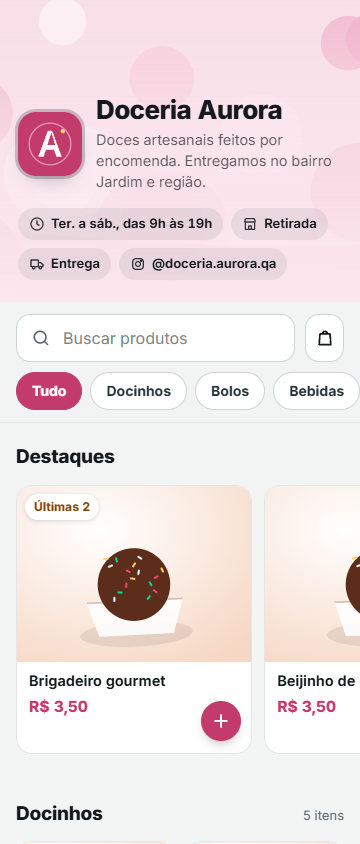 A
Doceria Aurora
Doces artesanais feitos por
encomenda. Entregamos no bairro
Jardim e região.
Ter. a sáb., das 9h às 19h
Retirada
Entrega
@doceria.aurora.qa
Buscar produtos
Tudo
Docinhos
Bolos
Bebidas
Destaques
Últimas 2
Brigadeiro gourmet
R$ 3,50
Beijinho de
R$ 3,50
Docinhos
5 itens